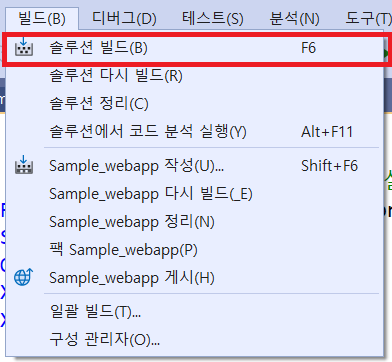 빌드(B) 디버그(D) 테스트(S) 분석(N) 도구(T)
솔루션 빌드(B) F6
솔루션 다시 빌드(R)
솔루션 정리(C)
솔루션에서 코드 분석 실행(Y) Alt+F11
Sample_webapp 작성(U)... Shift+F6
Sample_webapp 다시 빌드(_E)
Sample_webapp 정리(N)
팩 Sample_webapp(P)
Sample_webapp 게시(H)
일괄 빌드(T)...
구성 관리자(O)...